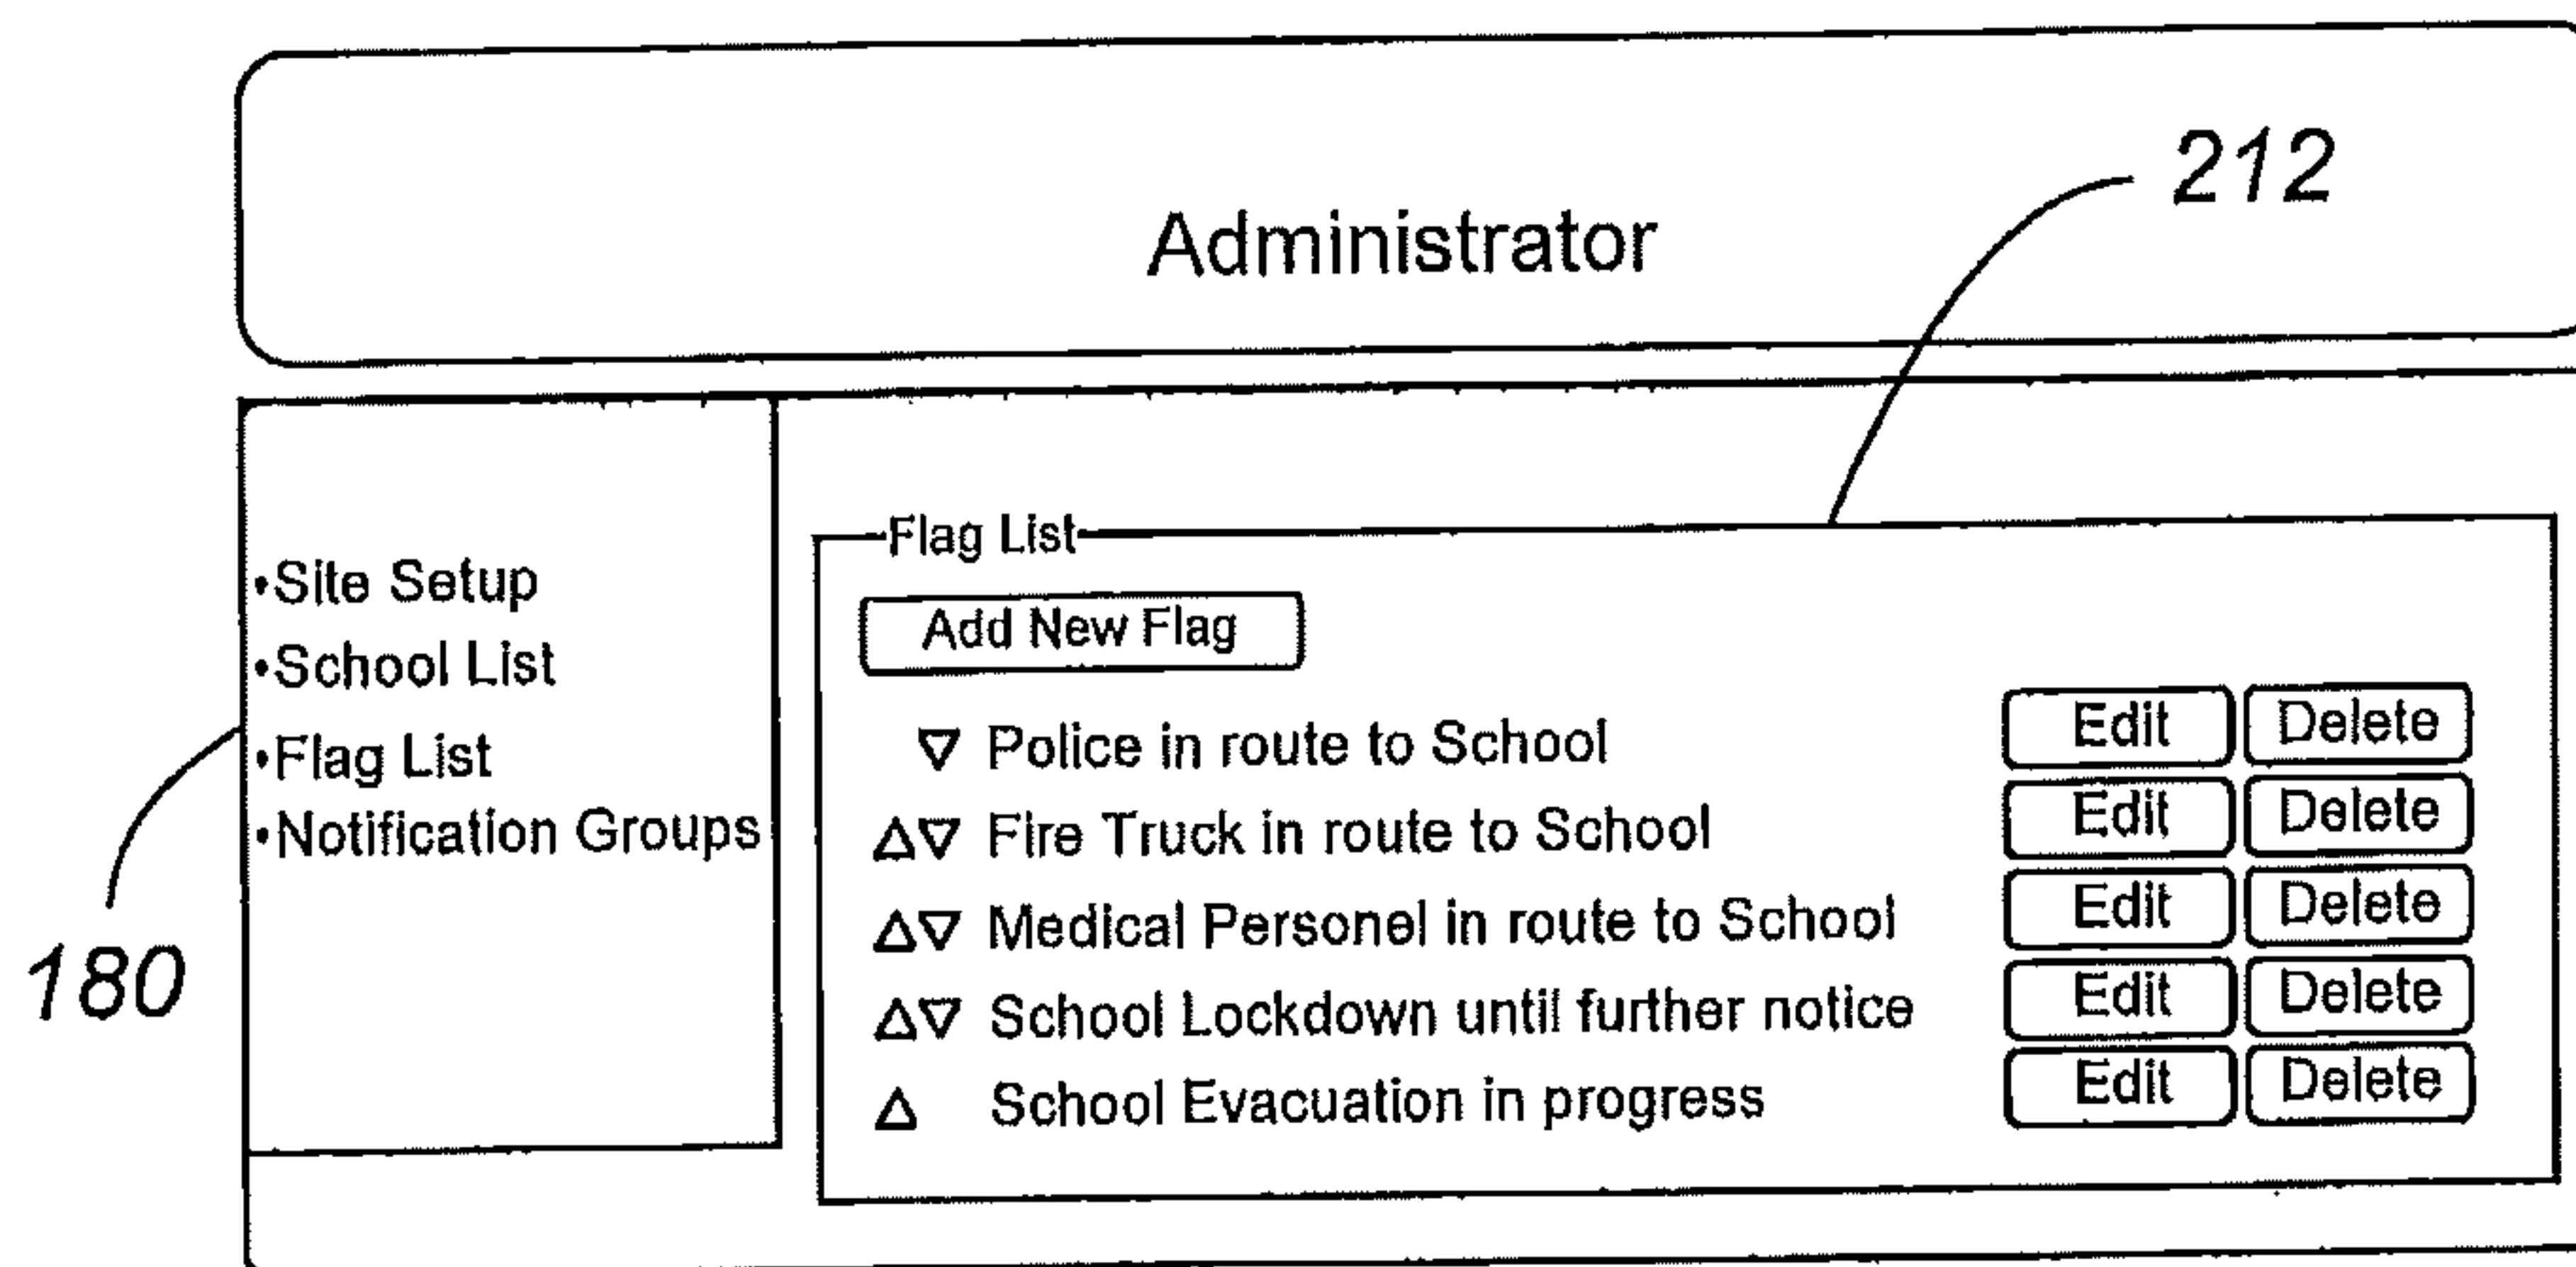 Administrator
212
•Site Setup
•School List
•Flag List
•Notification Groups
180
Flag List
Add New Flag
▽ Police in route to School Edit Delete
△▽ Fire Truck in route to School Edit Delete
△▽ Medical Personel in route to School Edit Delete
△▽ School Lockdown until further notice Edit Delete
△ School Evacuation in progress Edit Delete